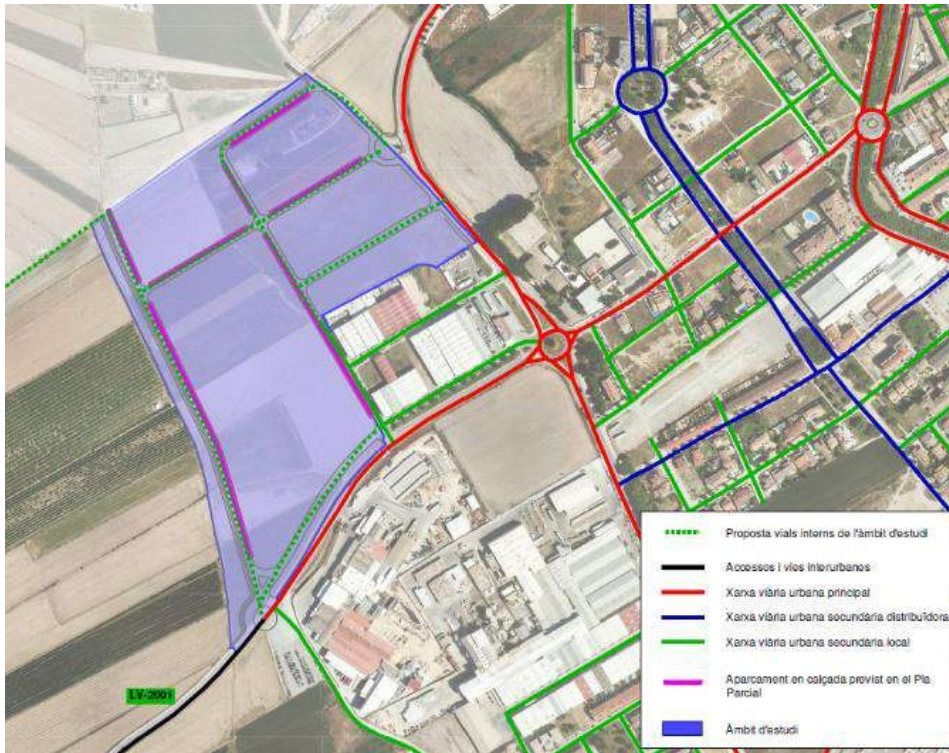 LV-2001
Proposta vials interns de l'àmbit d'estudi
Accessos i vies interurbanes
Xarxa viària urbana principal
Xarxa viària urbana secundària distribuïdora
Xarxa viària urbana secundària local
Aparcament en calçada previst en el Pla
Parcial
Àmbit d'estudi